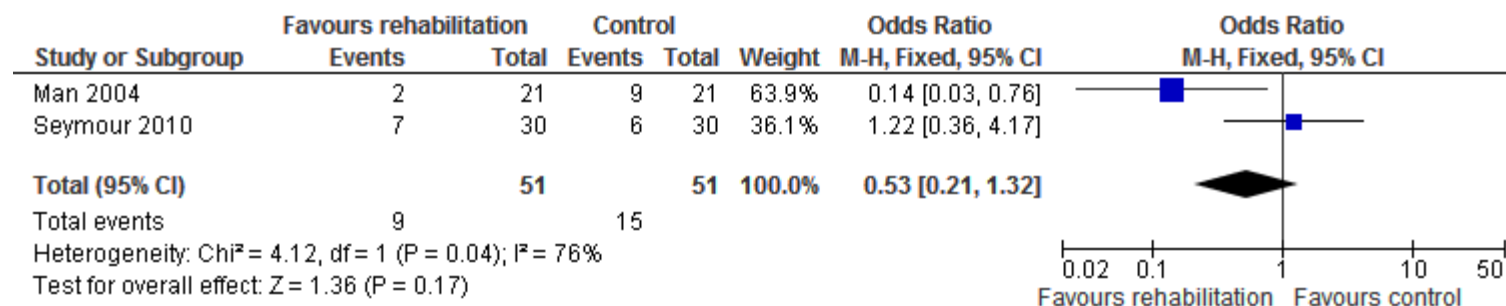 Favours rehabilitation Control Odds Ratio Odds Ratio
Study or Subgroup Events Total Events Total Weight M-H, Fixed, 95% CI M-H, Fixed, 95% CI
Man 2004 2 21 9 21 63.9% 0.14 [0.03, 0.76]
Seymour 2010 7 30 6 30 36.1% 1.22 [0.36, 4.17]
Total (95% CI) 51 51 100.0% 0.53 [0.21, 1.32]
Total events 9 15
Heterogeneity: Chi² = 4.12, df = 1 (P = 0.04); I² = 76%
Test for overall effect: Z = 1.36 (P = 0.17)
0.02 0.1 1 10 50
Favours rehabilitation Favours control